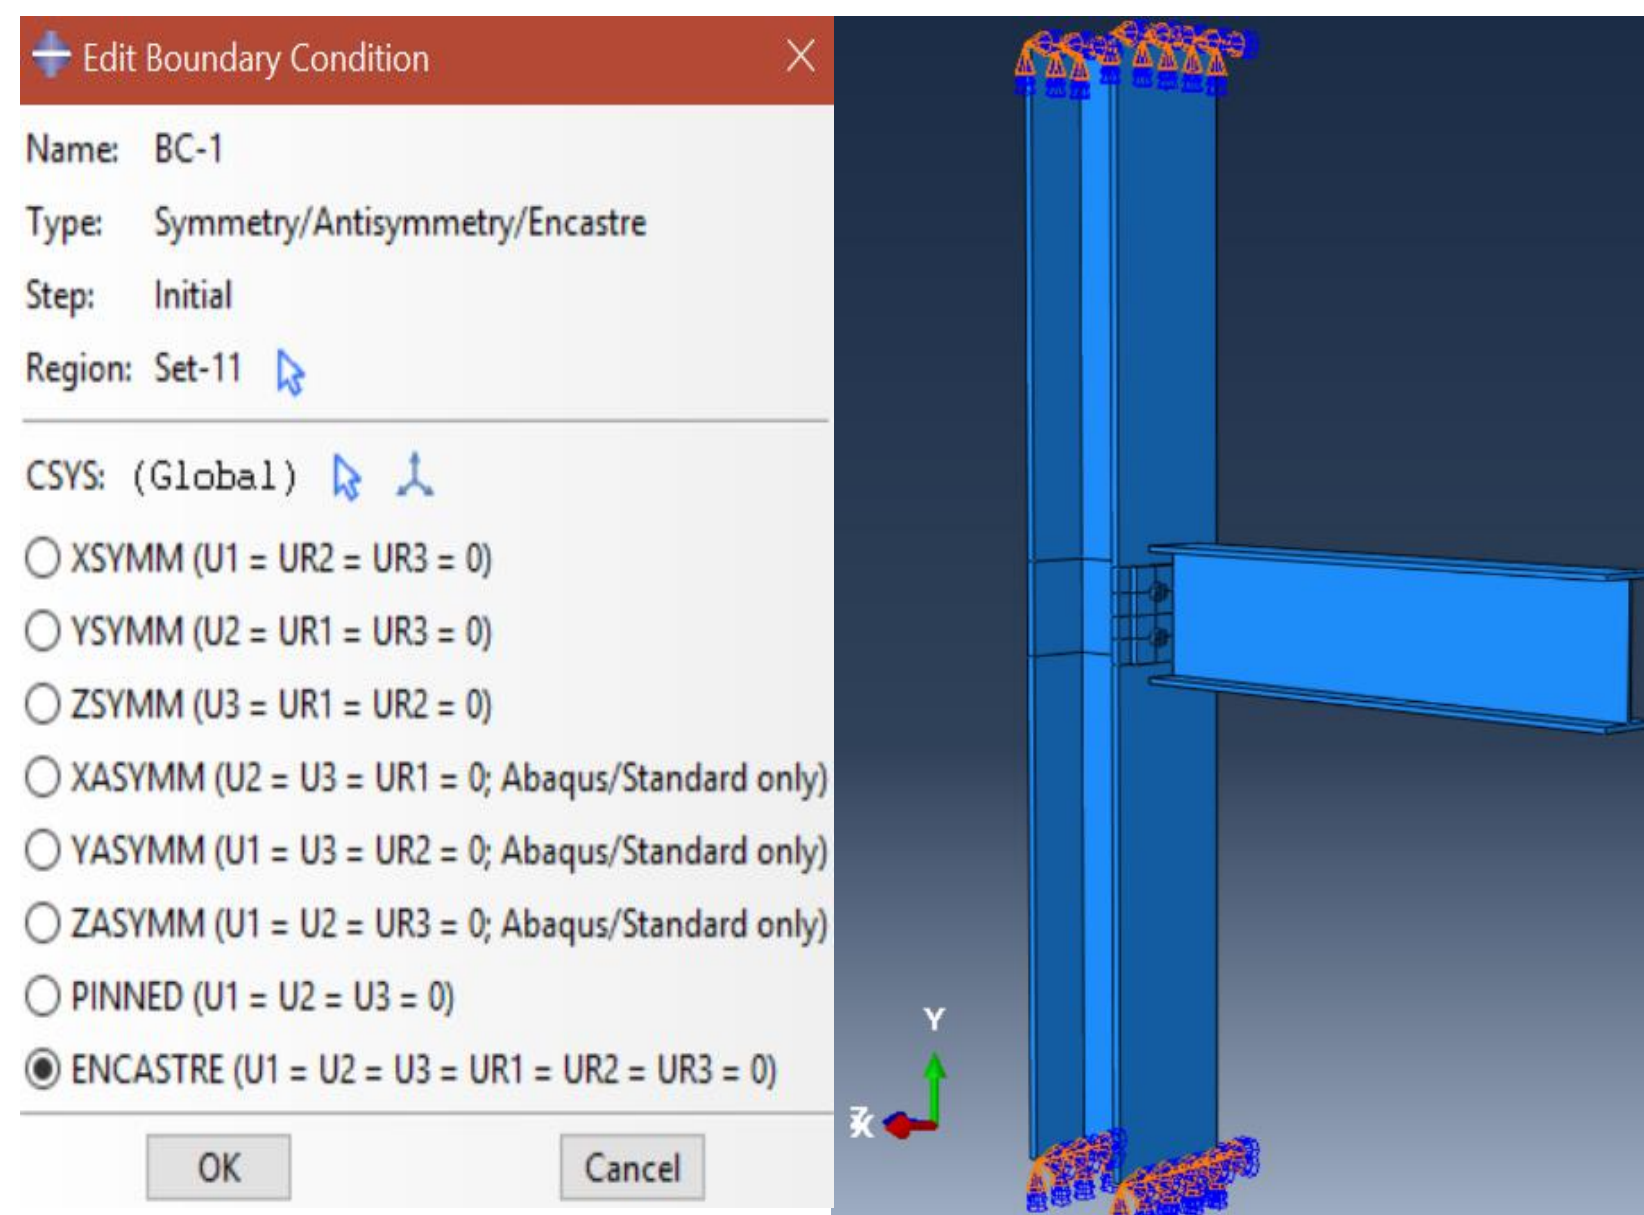 Edit Boundary Condition
Name: BC-1
Type: Symmetry/Antisymmetry/Encastre
Step: Initial
Region: Set-11
CSYS: (Global)
XSYMM (U1 = UR2 = UR3 = 0)
YSYMM (U2 = UR1 = UR3 = 0)
ZSYMM (U3 = UR1 = UR2 = 0)
XASYMM (U2 = U3 = UR1 = 0; Abaqus/Standard only)
YASYMM (U1 = U3 = UR2 = 0; Abaqus/Standard only)
ZASYMM (U1 = U2 = UR3 = 0; Abaqus/Standard only)
PINNED (U1 = U2 = U3 = 0)
ENCASTRE (U1 = U2 = U3 = UR1 = UR2 = UR3 = 0)
OK Cancel
Y
Z
X